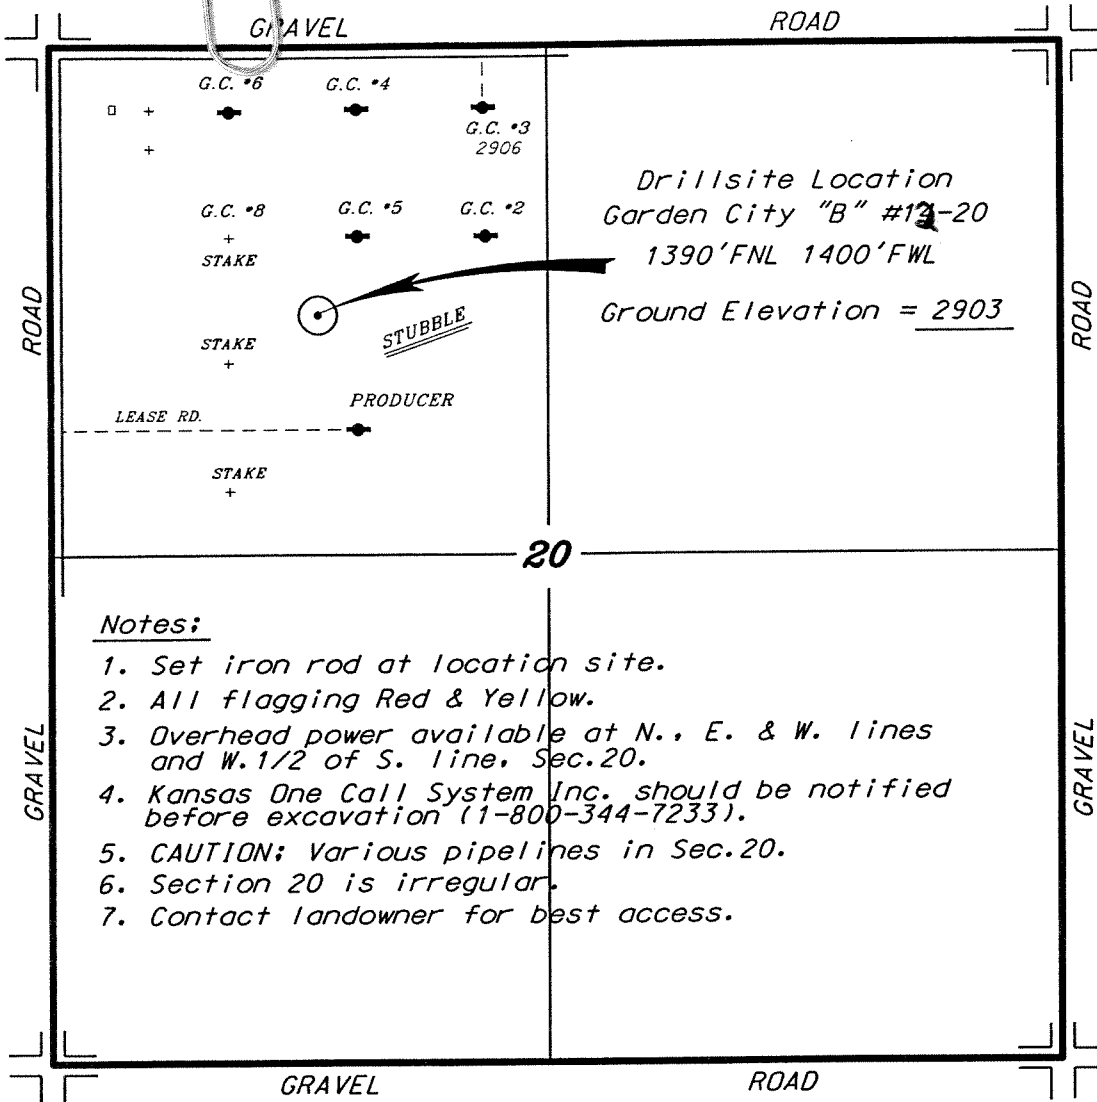 GRAVEL ROAD
G.C. #6 G.C. #4
G.C. #3
2906
Drillsite Location
G.C. #8 G.C. #5 G.C. #2
Garden City "B" -20
STAKE
1390'FNL 1400'FWL
Ground Elevation = 2903
STUBBLE
STAKE
PRODUCER
LEASE RD.
STAKE
ROAD
ROAD
20
Notes:
1. Set iron rod at location site.
2. All flagging Red & Yellow.
3. Overhead power available at N., E. & W. lines
and W.1/2 of S. line, Sec.20.
4. Kansas One Call System Inc. should be notified
before excavation (1-800-344-7233).
5. CAUTION: Various pipelines in Sec.20.
6. Section 20 is irregular.
7. Contact landowner for best access.
GRAVEL
GRAVEL
GRAVEL ROAD